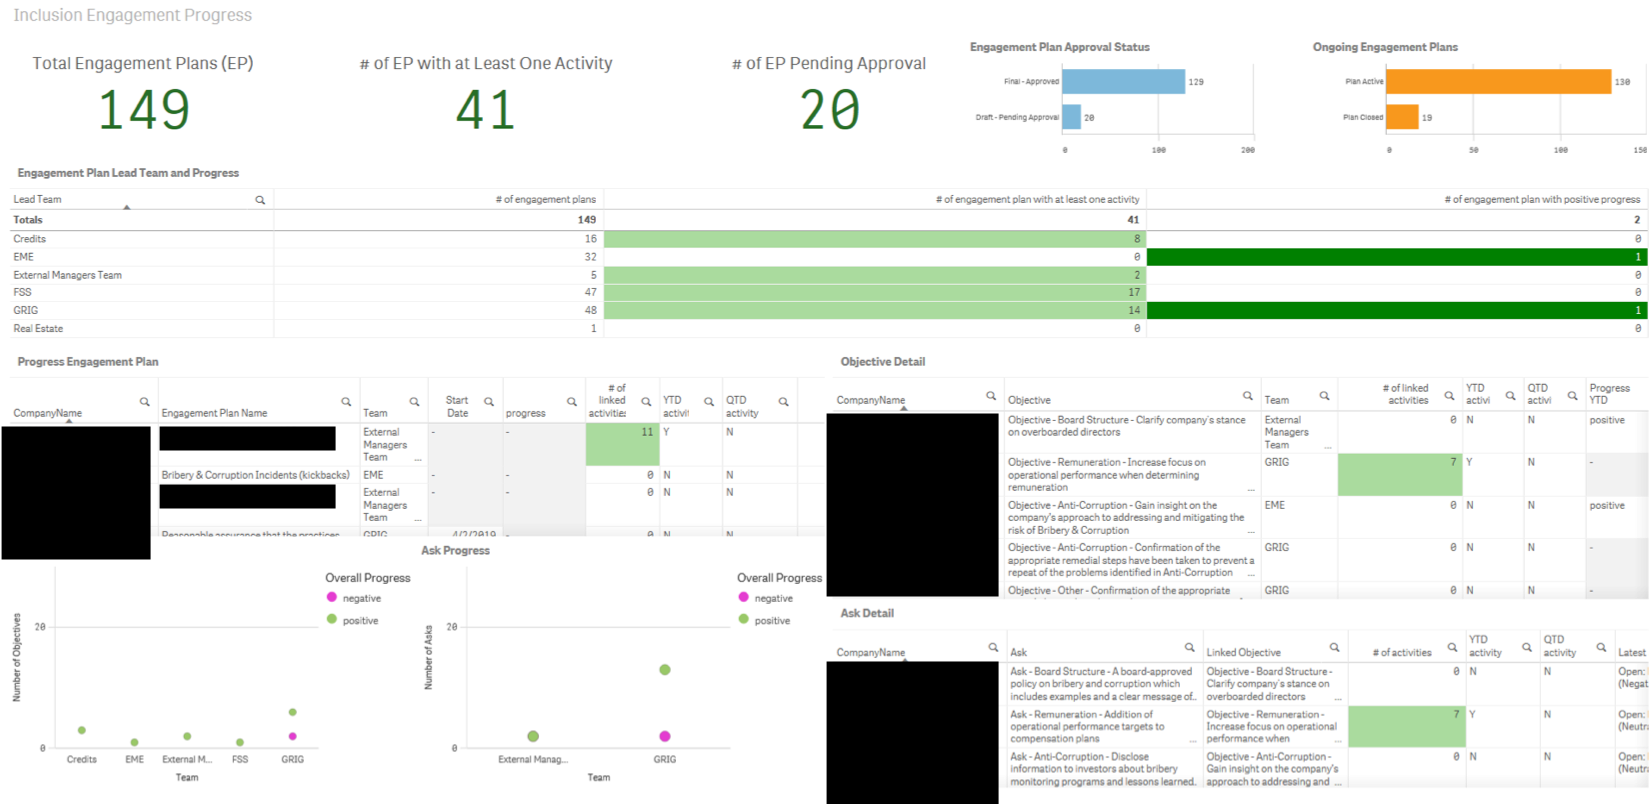 Inclusion Engagement Progress
Total Engagement Plans (EP)
149
# of EP with at Least One Activity
41
# of EP Pending Approval
20
Engagement Plan Approval Status
Final - Approved
129
Draft - Pending Approval
20
0 100 200
Ongoing Engagement Plans
Plan Active
130
Plan Closed
19
0 50 100 150
Engagement Plan Lead Team and Progress
Lead Team # of engagement plans # of engagement plan with at least one activity # of engagement plan with positive progress
Totals 149 41 2
Credits 16 8 0
EME 32 0 1
External Managers Team 5 2 0
FSS 47 17 0
GRIG 48 14 1
Real Estate 1 0 0
Progress Engagement Plan
CompanyName
Engagement Plan Name
Team
Start
Date
progress
# of
linked
activities
YTD
activit
QTD
activity
External
Managers
Team ...
- - 11 Y N
Bribery & Corruption Incidents (kickbacks) EME 0 N N
External
Managers
Team ...
- - 0 N N
Reasonable assurance that the practices GRIG 4/2/2019 - 0 N N
Objective Detail
CompanyName
Objective
Team
# of linked
activities
YTD
activi
QTD
activi
Progress
YTD
Objective - Board Structure - Clarify company's stance
on overboarded directors
External
Managers
Team ...
0 N N positive
Objective - Remuneration - Increase focus on
operational performance when determining
remuneration ...
GRIG 7 Y N -
Objective - Anti-Corruption - Gain insight on the
company's approach to addressing and mitigating the
risk of Bribery & Corruption ...
EME 0 N N positive
Objective - Anti-Corruption - Confirmation of the
appropriate remedial steps have been taken to prevent a
repeat of the problems identified in Anti-Corruption ...
GRIG 0 N N -
Objective - Other - Confirmation of the appropriate
GRIG 0 N N -
Overall Progress
negative
positive
Number of Objectives
20
0
Credits EME External M... FSS GRIG
Team
Ask Progress
Overall Progress
negative
positive
Number of Asks
20
0
External Manag... GRIG
Team
Ask Detail
CompanyName
Ask
Linked Objective
# of activities
YTD
activity
QTD
activity
Latest
Ask - Board Structure - A board-approved
policy on bribery and corruption which
includes examples and a clear message of..
Objective - Board Structure -
Clarify company's stance on
overboarded directors ...
0 N N
Open:
(Negat
Ask - Remuneration - Addition of
operational performance targets to
compensation plans ...
Objective - Remuneration -
Increase focus on operational
performance when ...
7 Y N
Open:
(Neutr
Ask - Anti-Corruption - Disclose
information to investors about bribery
monitoring programs and lessons learned.
Objective - Anti-Corruption -
Gain insight on the company's
approach to addressing and ...
0 N N
Open:
(Neutr